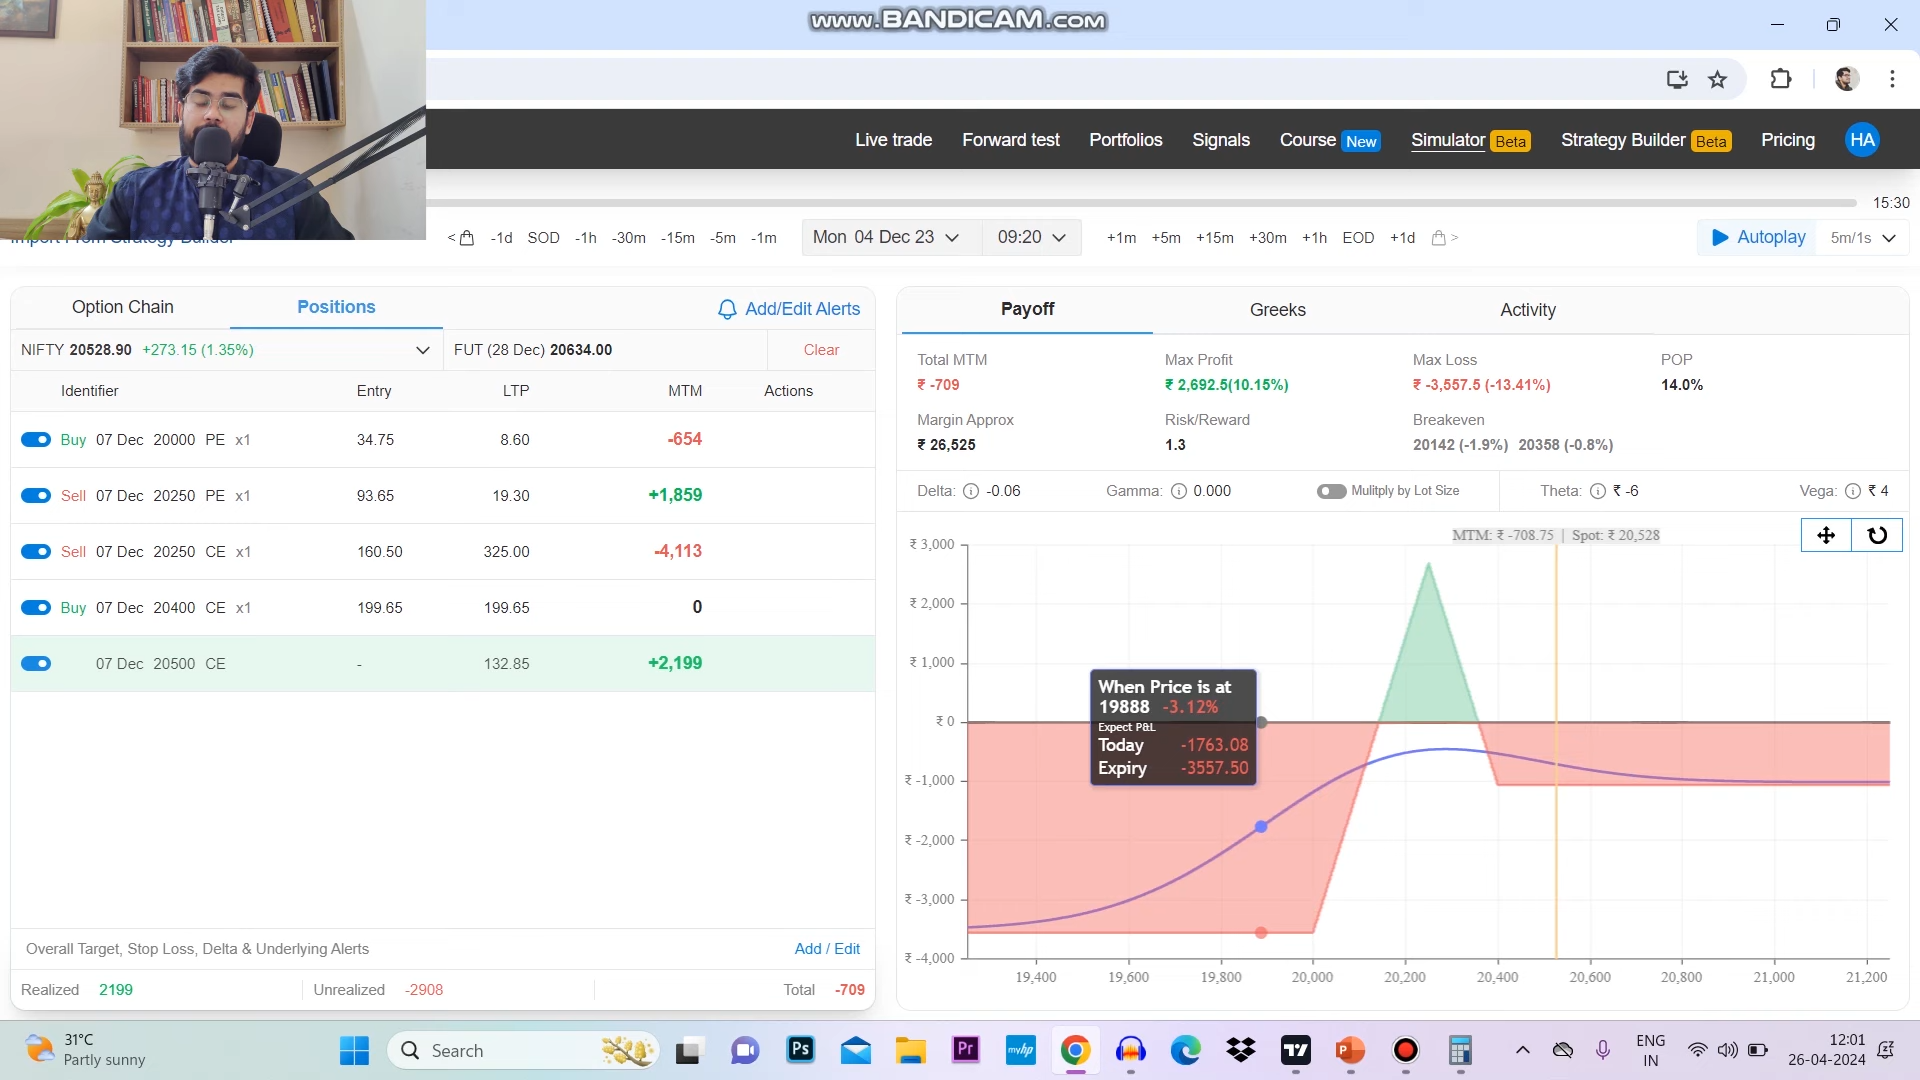 www.BANDICAM.com
Live trade Forward test Portfolios Signals Course New Simulator Beta Strategy Builder Beta Pricing HA
15:30
< -1d SOD -1h -30m -15m -5m -1m Mon 04 Dec 23 09:20 +1m +5m +15m +30m +1h EOD +1d > Autoplay 5m/1s
Option Chain Positions Add/Edit Alerts
NIFTY 20528.90 +273.15 (1.35%) FUT (28 Dec) 20634.00 Clear
Identifier Entry LTP MTM Actions
Buy 07 Dec 20000 PE x1 34.75 8.60 -654
Sell 07 Dec 20250 PE x1 93.65 19.30 +1,859
Sell 07 Dec 20250 CE x1 160.50 325.00 -4,113
Buy 07 Dec 20400 CE x1 199.65 199.65 0
07 Dec 20500 CE - 132.85 +2,199
Overall Target, Stop Loss, Delta & Underlying Alerts Add / Edit
Realized 2199 Unrealized -2908 Total -709
Payoff Greeks Activity
Total MTM Max Profit Max Loss POP
₹ -709 ₹ 2,692.5(10.15%) ₹ -3,557.5 (-13.41%) 14.0%
Margin Approx Risk/Reward Breakeven
₹ 26,525 1.3 20142 (-1.9%) 20358 (-0.8%)
Delta: -0.06 Gamma: 0.000 Mulitply by Lot Size Theta: ₹ -6 Vega: ₹ 4
MTM: ₹ -708.75 | Spot: ₹ 20,528
₹ 3,000
₹ 2,000
₹ 1,000
₹ 0
₹ -1,000
₹ -2,000
₹ -3,000
₹ -4,000
When Price is at
19888 -3.12%
Expect P&L
Today -1763.08
Expiry -3557.50
19,400 19,600 19,800 20,000 20,200 20,400 20,600 20,800 21,000 21,200
31°C
Partly sunny
Search
Ps
Pr
myhp
P
ENG
IN
12:01
26-04-2024